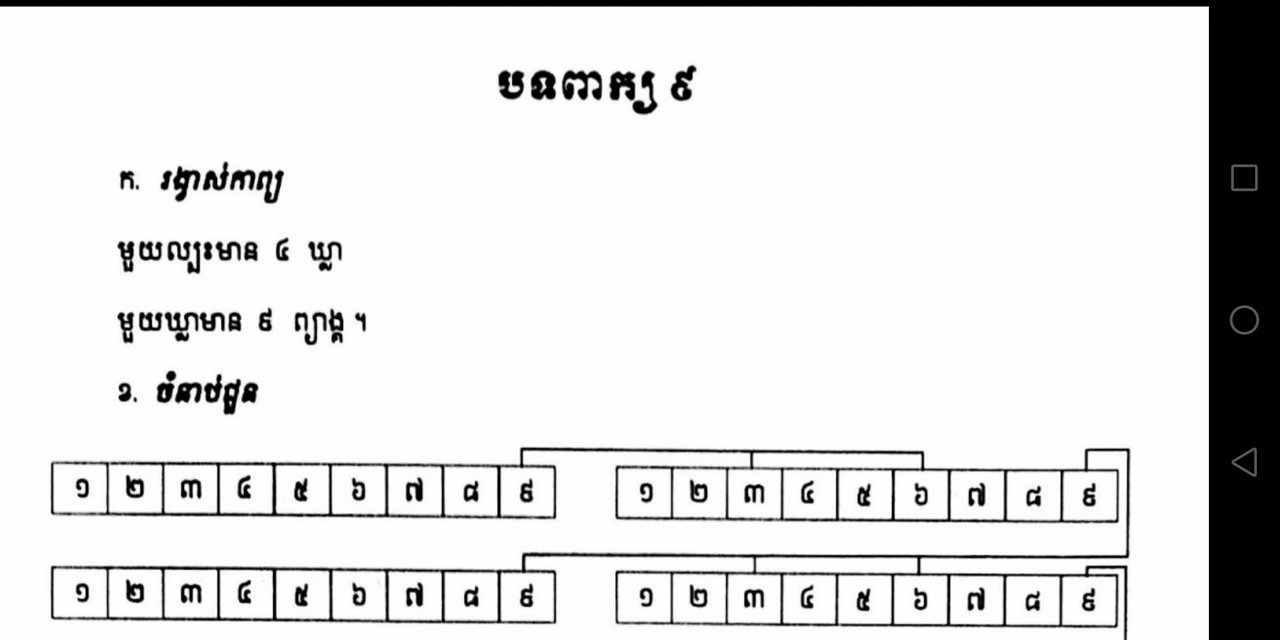 បទពាក្យ ៩
ក. រង្វាស់កាព្យ
មួយល្បះមាន ៤ ឃ្លា
មួយឃ្លាមាន ៩ ព្យាង្គ ។
ខ. ចំនាប់ជួន
១ ២ ៣ ៤ ៥ ៦ ៧ ៨ ៩ ១ ២ ៣ ៤ ៥ ៦ ៧ ៨ ៩
១ ២ ៣ ៤ ៥ ៦ ៧ ៨ ៩ ១ ២ ៣ ៤ ៥ ៦ ៧ ៨ ៩